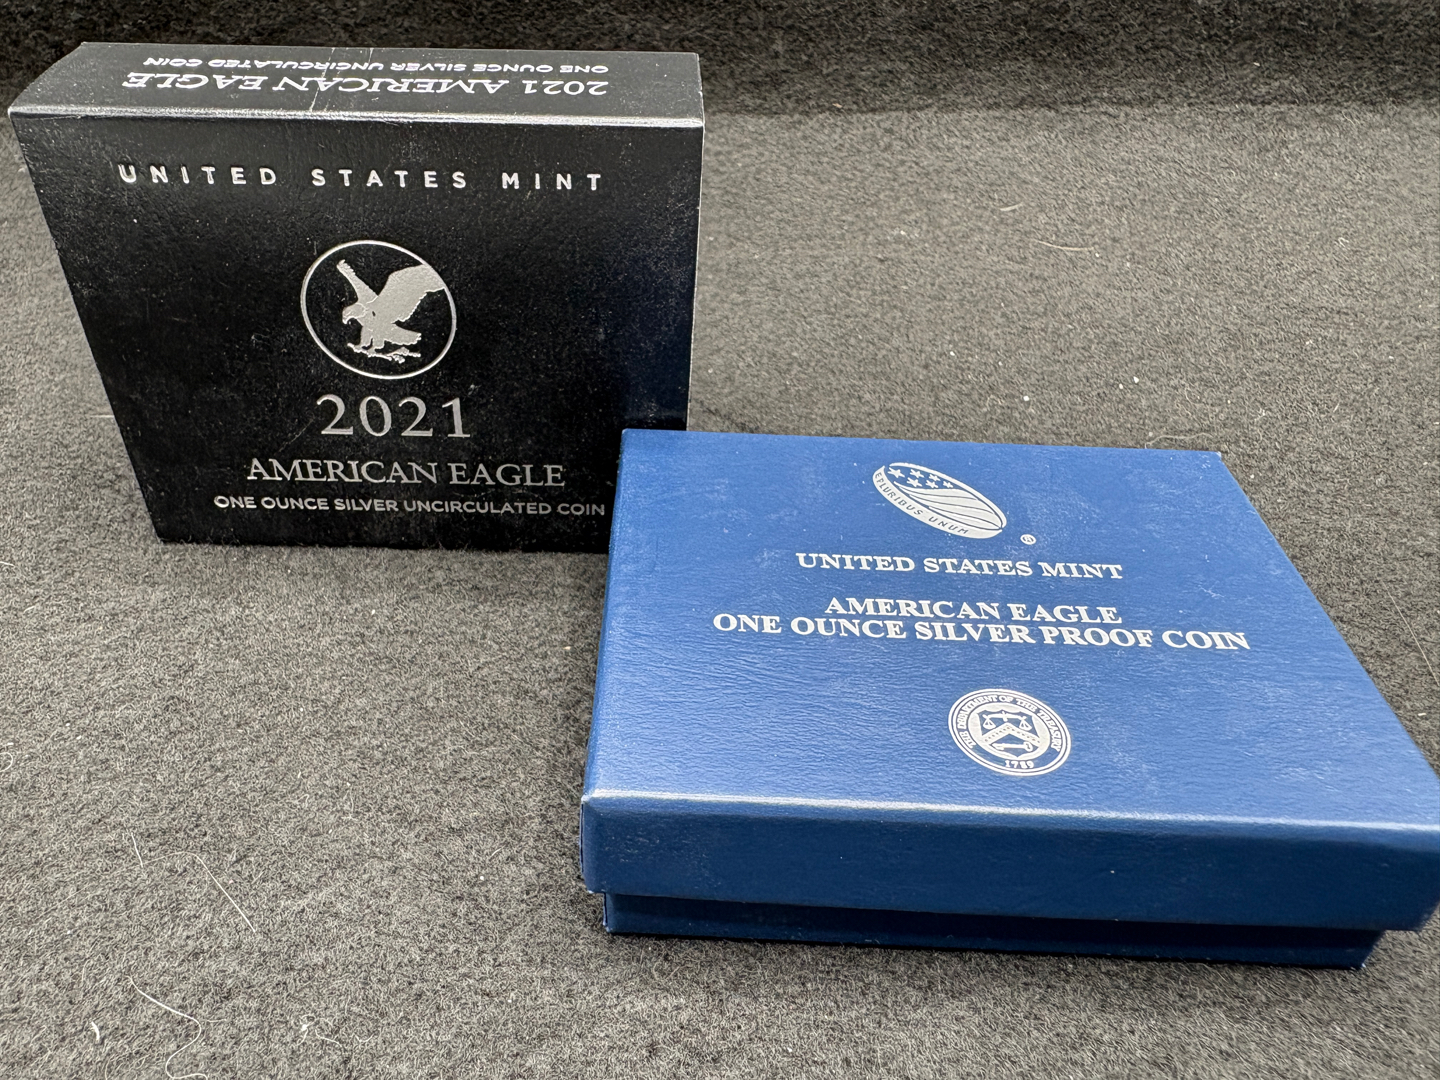 2021 AMERICAN EAGLE
ONE OUNCE SILVER UNCIRCULATED COIN
UNITED STATES MINT
2021
AMERICAN EAGLE
ONE OUNCE SILVER UNCIRCULATED COIN
E PLURIBUS UNUM
®
UNITED STATES MINT
AMERICAN EAGLE
ONE OUNCE SILVER PROOF COIN
THE DEPARTMENT OF THE TREASURY
1789